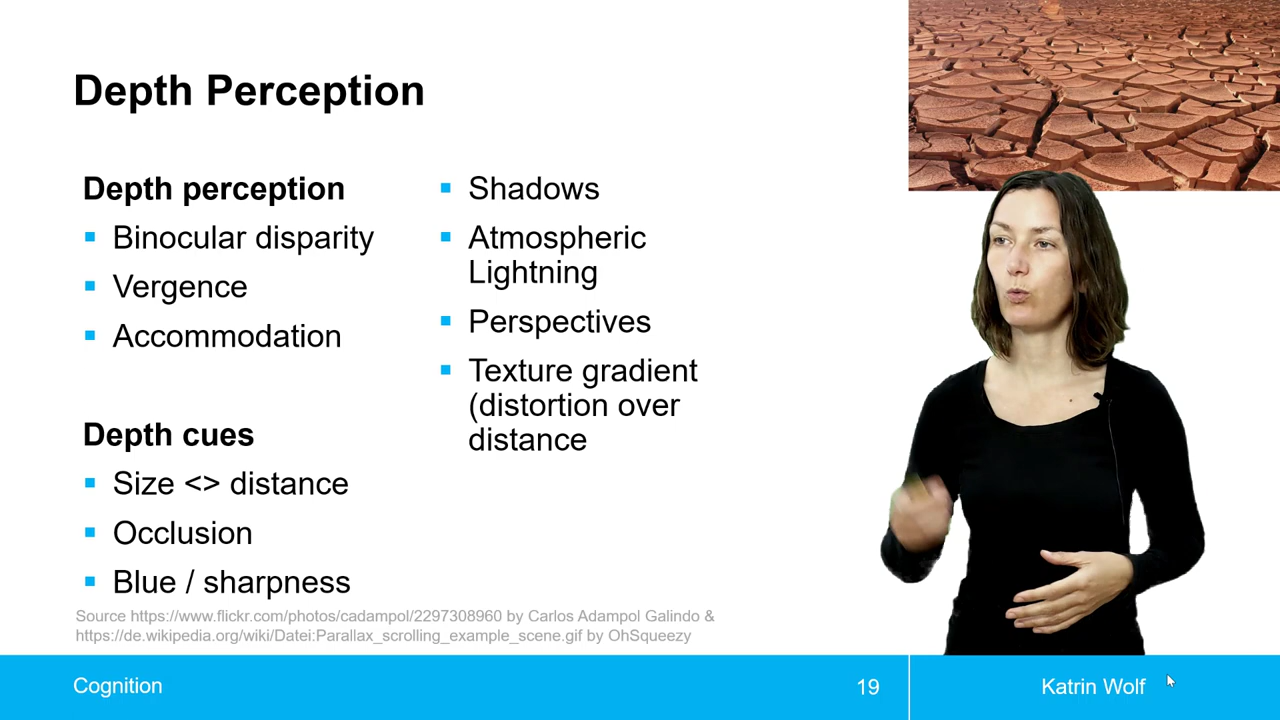 Depth Perception
Depth perception
Binocular disparity
Vergence
Accommodation
Depth cues
Size <> distance
Occlusion
Blue / sharpness
Shadows
Atmospheric
Lightning
Perspectives
Texture gradient
(distortion over
distance
Source https://www.flickr.com/photos/cadampol/2297308960 by Carlos Adampol Galindo &
https://de.wikipedia.org/wiki/Datei:Parallax_scrolling_example_scene.gif by OhSqueezy
Cognition
19
Katrin Wolf